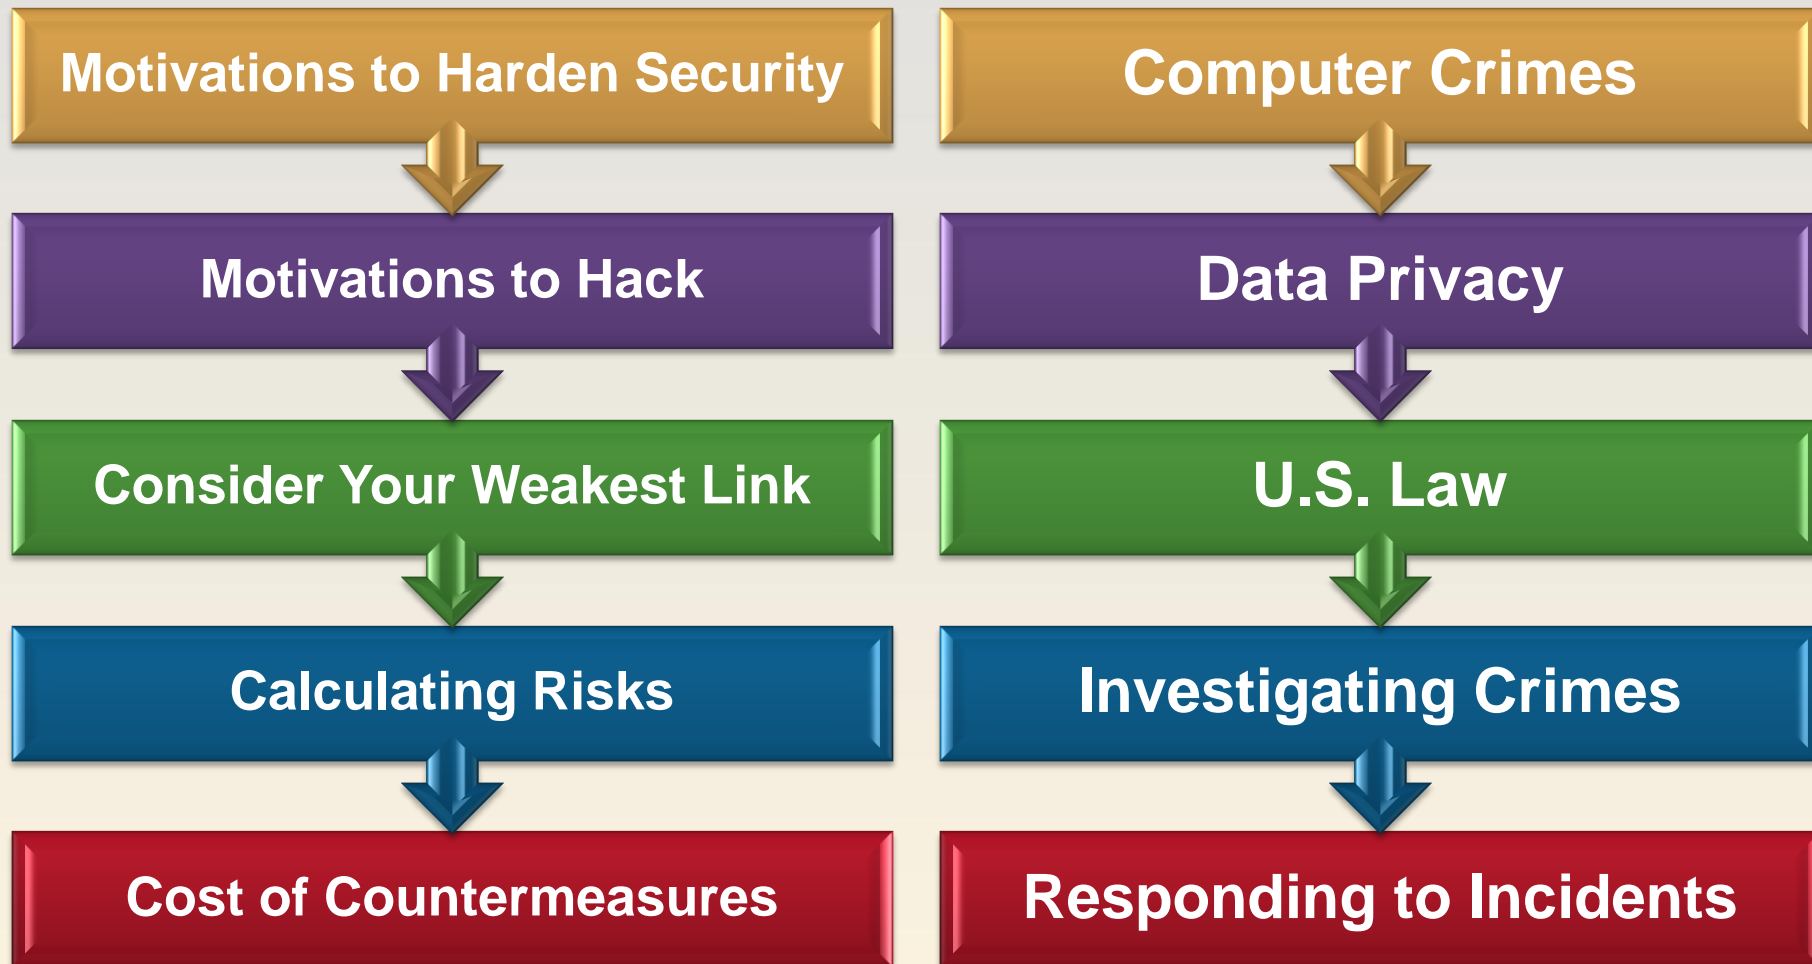 Motivations to Harden Security
Motivations to Hack
Consider Your Weakest Link
Calculating Risks
Cost of Countermeasures
Computer Crimes
Data Privacy
U.S. Law
Investigating Crimes
Responding to Incidents